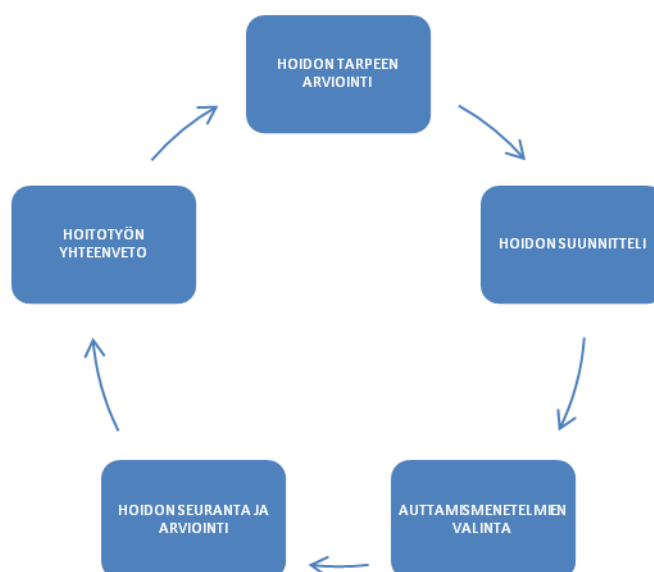 HOIDON TARPEEN
ARVIOINTI
HOIDON SUUNNITTELI
AUTTAMISMENETELMIEN
VALINTA
HOIDON SEURANTA JA
ARVIOINTI
HOITOTYÖN
YHTEENVETO